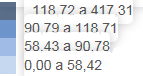 118,72 a 417,31
90,79 a 118,71
58,43 a 90,78
0,00 a 58,42